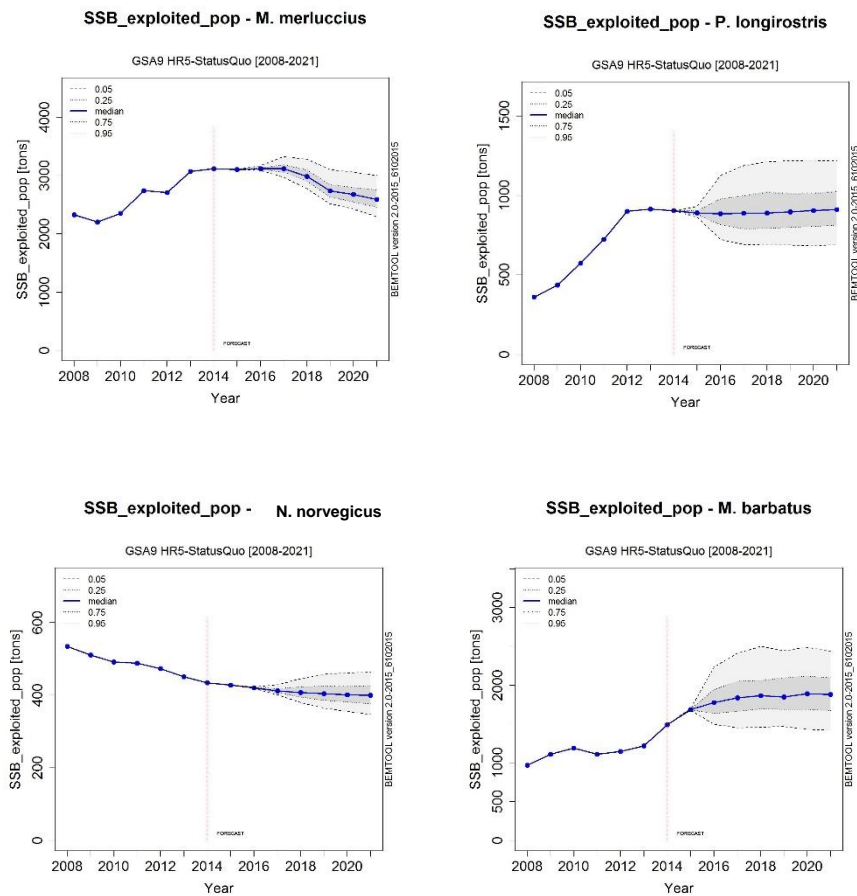 SSB_exploited_pop - M. merluccius
GSA9 HR5-StatusQuo [2008-2021]
0.05
0.25
median
0.75
0.95
SSB_exploited_pop [tons]
0
1000
2000
3000
4000
FORECAST
2008 2010 2012 2014 2016 2018 2020
Year
BEMTOOL version 2.0-2015_6102015
SSB_exploited_pop - P. longirostris
GSA9 HR5-StatusQuo [2008-2021]
0.05
0.25
median
0.75
0.95
SSB_exploited_pop [tons]
0
500
1000
1500
FORECAST
2008 2010 2012 2014 2016 2018 2020
Year
BEMTOOL version 2.0-2015_6102015
SSB_exploited_pop - N. norvegicus
GSA9 HR5-StatusQuo [2008-2021]
0.05
0.25
median
0.75
0.95
SSB_exploited_pop [tons]
0
200
400
600
FORECAST
2008 2010 2012 2014 2016 2018 2020
Year
BEMTOOL version 2.0-2015_6102015
SSB_exploited_pop - M. barbatus
GSA9 HR5-StatusQuo [2008-2021]
0.05
0.25
median
0.75
0.95
SSB_exploited_pop [tons]
0
500
1000
2000
3000
FORECAST
2008 2010 2012 2014 2016 2018 2020
Year
BEMTOOL version 2.0-2015_6102015